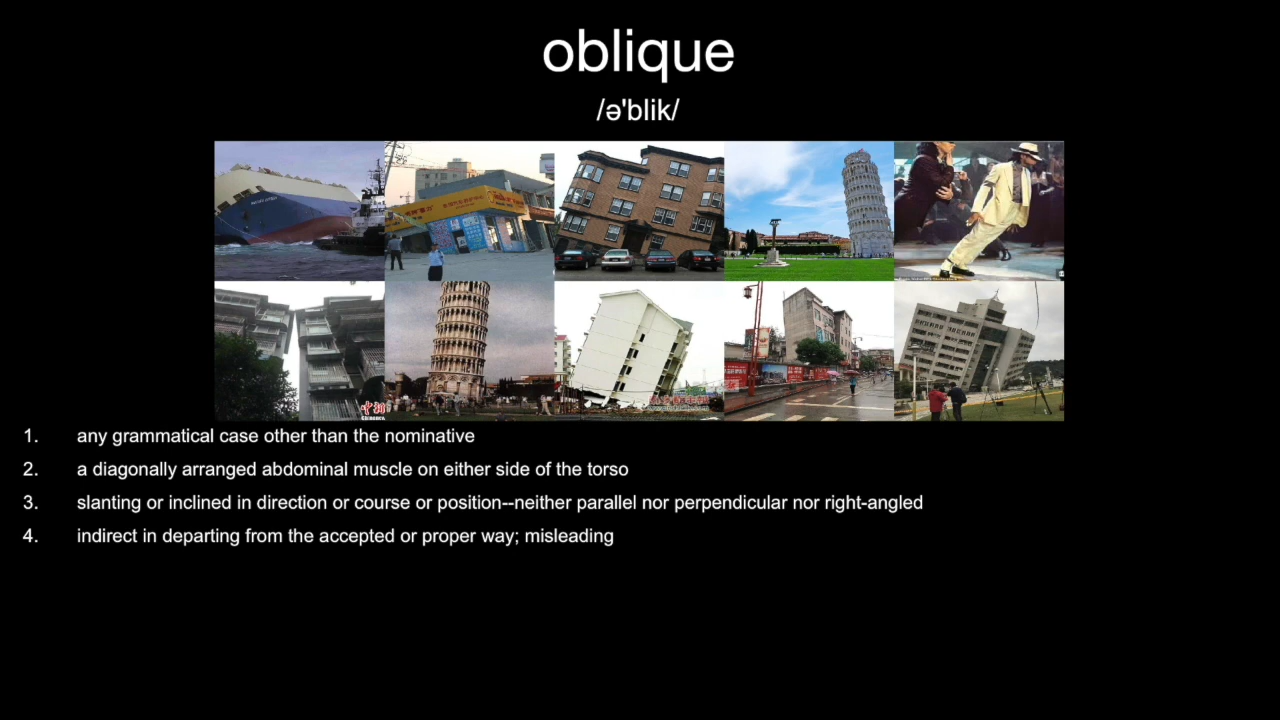 oblique
/ə'blik/
1. any grammatical case other than the nominative
2. a diagonally arranged abdominal muscle on either side of the torso
3. slanting or inclined in direction or course or position--neither parallel nor perpendicular nor right-angled
4. indirect in departing from the accepted or proper way; misleading